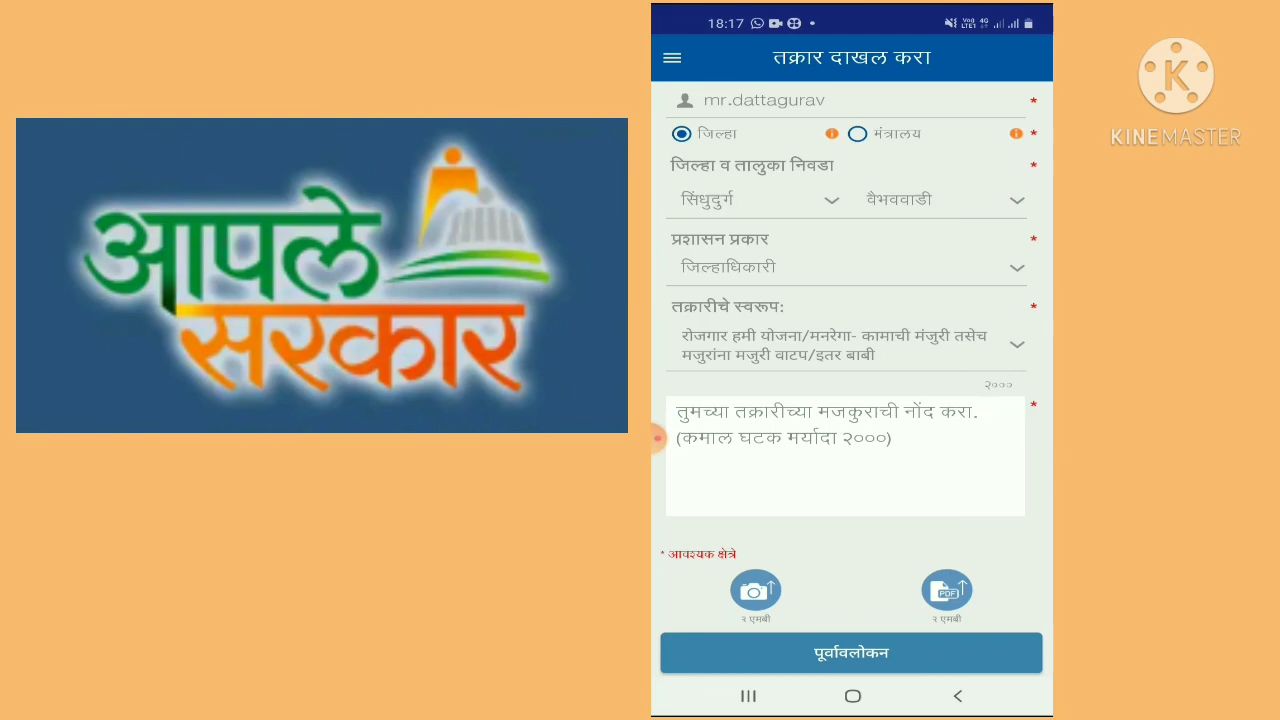 आपले
सरकार
18:17
तक्रार दाखल करा
mr.dattagurav *
जिल्हा मंत्रालय *
जिल्हा व तालुका निवडा *
सिंधुदुर्ग वैभववाडी
प्रशासन प्रकार *
जिल्हाधिकारी
तक्रारीचे स्वरूप: *
रोजगार हमी योजना/मनरेगा- कामाची मंजुरी तसेच
मजुरांना मजुरी वाटप/इतर बाबी
२०००
तुमच्या तक्रारीच्या मजकुराची नोंद करा. *
(कमाल घटक मर्यादा २०००)
* आवश्यक क्षेत्रे
PDF
२ एमबी २ एमबी
पूर्वावलोकन
K
KINEMASTER